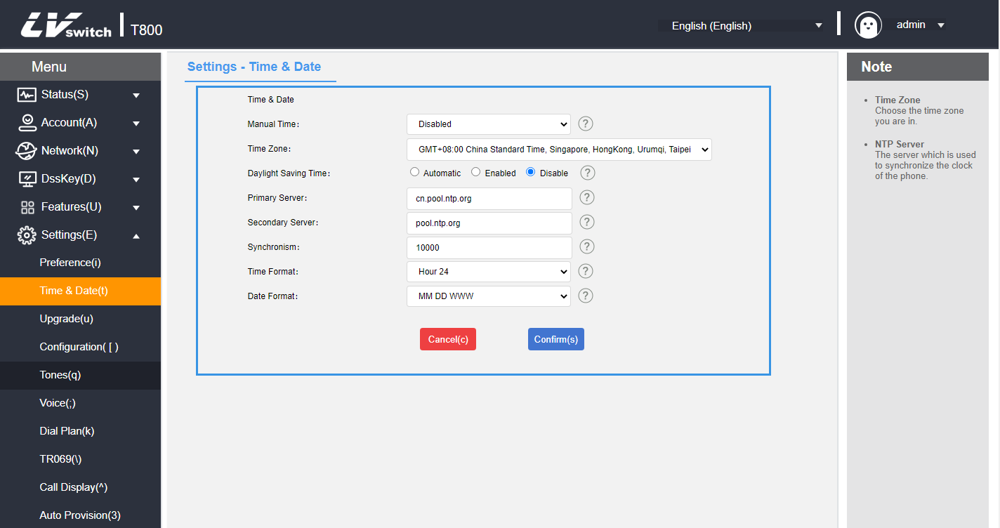 LVswitch T800
English (English)
admin
Menu
Status(S)
Account(A)
Network(N)
DssKey(D)
Features(U)
Settings(E)
Preference(i)
Time & Date(t)
Upgrade(u)
Configuration( [ )
Tones(q)
Voice(;)
Dial Plan(k)
TR069(\)
Call Display(^)
Auto Provision(3)
Settings - Time & Date
Time & Date
Manual Time: Disabled ?
Time Zone: GMT+08:00 China Standard Time, Singapore, HongKong, Urumqi, Taipei
Daylight Saving Time: Automatic Enabled Disable ?
Primary Server: cn.pool.ntp.org ?
Secondary Server: pool.ntp.org ?
Synchronism: 10000 ?
Time Format: Hour 24 ?
Date Format: MM DD WWW ?
Cancel(c) Confirm(s)
Note
• Time Zone
Choose the time zone
you are in.
• NTP Server
The server which is used
to synchronize the clock
of the phone.